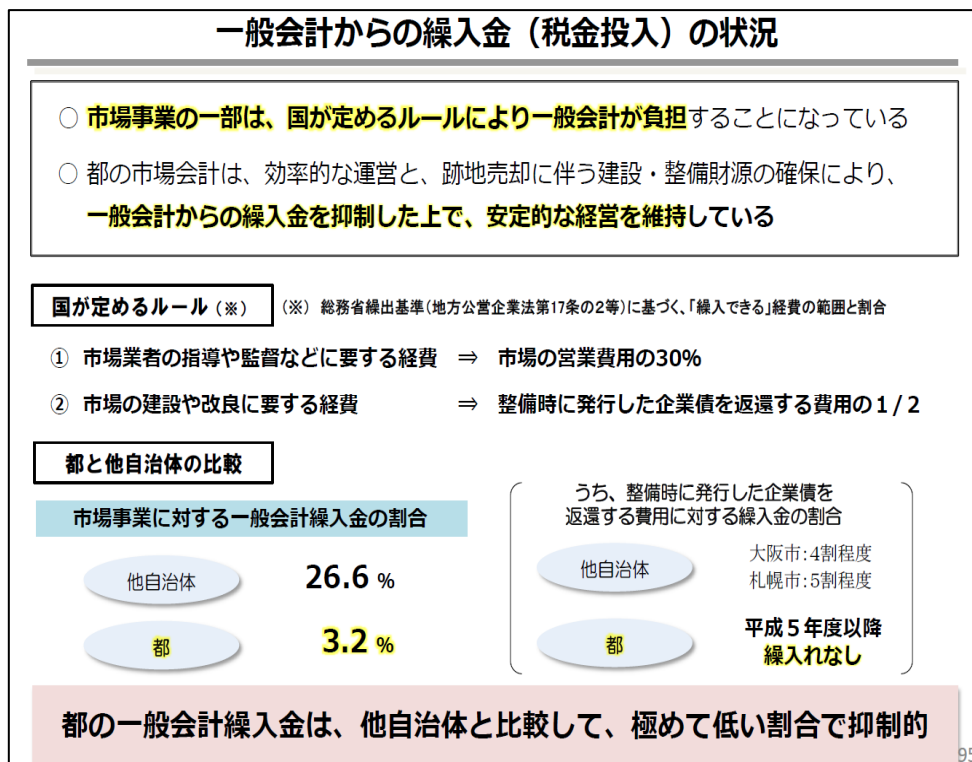 一般会計からの繰入金（税金投入）の状況
○ 市場事業の一部は、国が定めるルールにより一般会計が負担することになっている
○ 都の市場会計は、効率的な運営と、跡地売却に伴う建設・整備財源の確保により、
一般会計からの繰入金を抑制した上で、安定的な経営を維持している
国が定めるルール（※）
（※） 総務省繰出基準（地方公営企業法第17条の2等）に基づく、「繰入できる」経費の範囲と割合
① 市場業者の指導や監督などに要する経費 ⇒ 市場の営業費用の30%
② 市場の建設や改良に要する経費 ⇒ 整備時に発行した企業債を返還する費用の１/２
都と他自治体の比較
市場事業に対する一般会計繰入金の割合
他自治体 26.6 %
都 3.2 %
うち、整備時に発行した企業債を
返還する費用に対する繰入金の割合
他自治体
大阪市：4割程度
札幌市：5割程度
都
平成５年度以降
繰入れなし
都の一般会計繰入金は、他自治体と比較して、極めて低い割合で抑制的
95